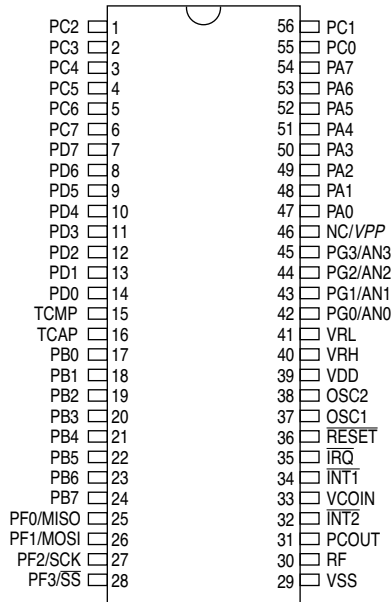 PC2 1 56 PC1
PC3 2 55 PC0
PC4 3 54 PA7
PC5 4 53 PA6
PC6 5 52 PA5
PC7 6 51 PA4
PD7 7 50 PA3
PD6 8 49 PA2
PD5 9 48 PA1
PD4 10 47 PA0
PD3 11 46 NC/VPP
PD2 12 45 PG3/AN3
PD1 13 44 PG2/AN2
PD0 14 43 PG1/AN1
TCMP 15 42 PG0/AN0
TCAP 16 41 VRL
PB0 17 40 VRH
PB1 18 39 VDD
PB2 19 38 OSC2
PB3 20 37 OSC1
PB4 21 36 R̅E̅S̅E̅T̅
PB5 22 35 I̅R̅Q̅
PB6 23 34 I̅N̅T̅1̅
PB7 24 33 VCOIN
PF0/MISO 25 32 I̅N̅T̅2̅
PF1/MOSI 26 31 PCOUT
PF2/SCK 27 30 RF
PF3/S̅S̅ 28 29 VSS